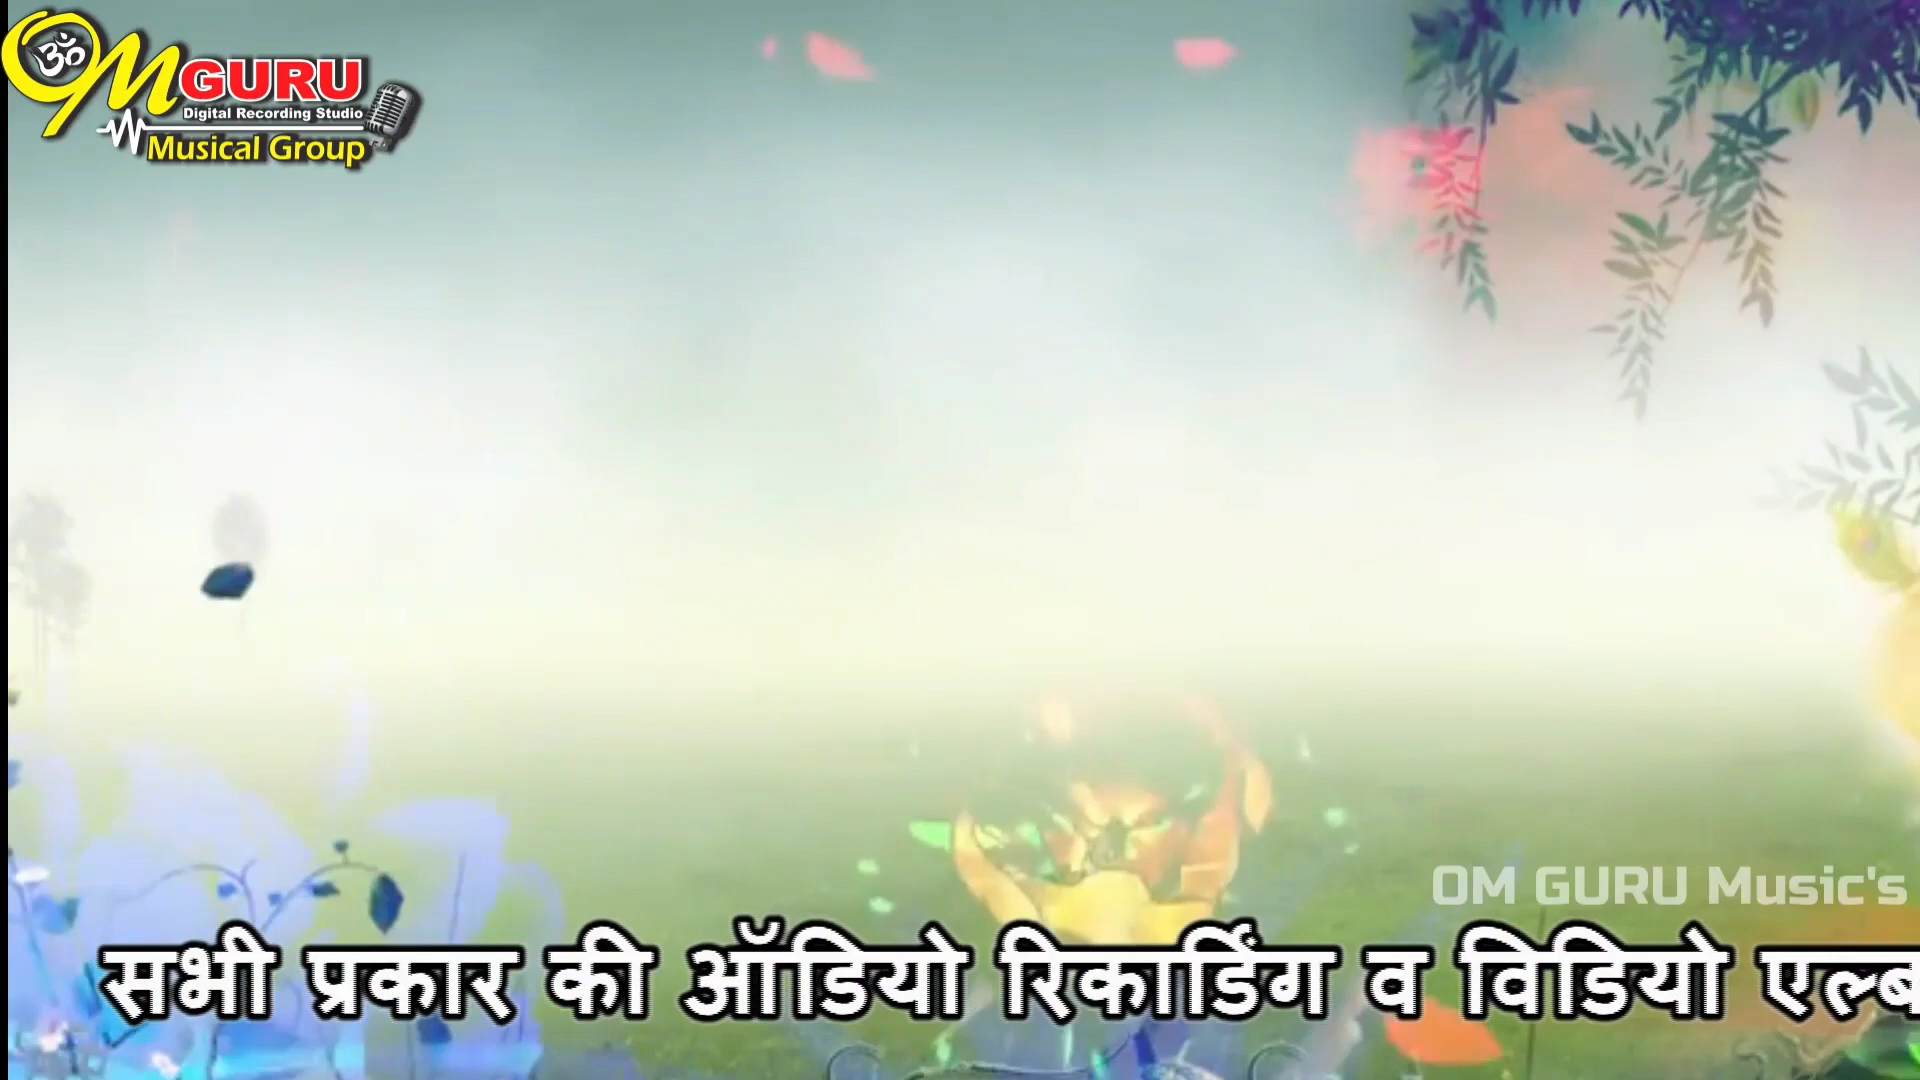 ॐ
OM GURU
Digital Recording Studio
Musical Group
OM GURU Music's
सभी प्रकार की ऑडियो रिकार्डिंग व विडियो